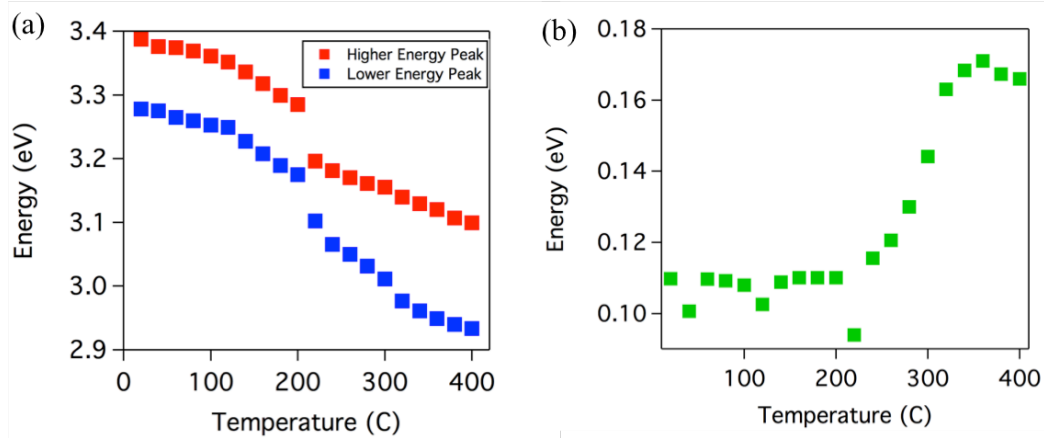 (a)
3.4
3.3
3.2
3.1
3.0
2.9
Energy (eV)
Higher Energy Peak
Lower Energy Peak
0
100
200
300
400
Temperature (C)
(b)
0.18
0.16
0.14
0.12
0.10
Energy (eV)
100
200
300
400
Temperature (C)